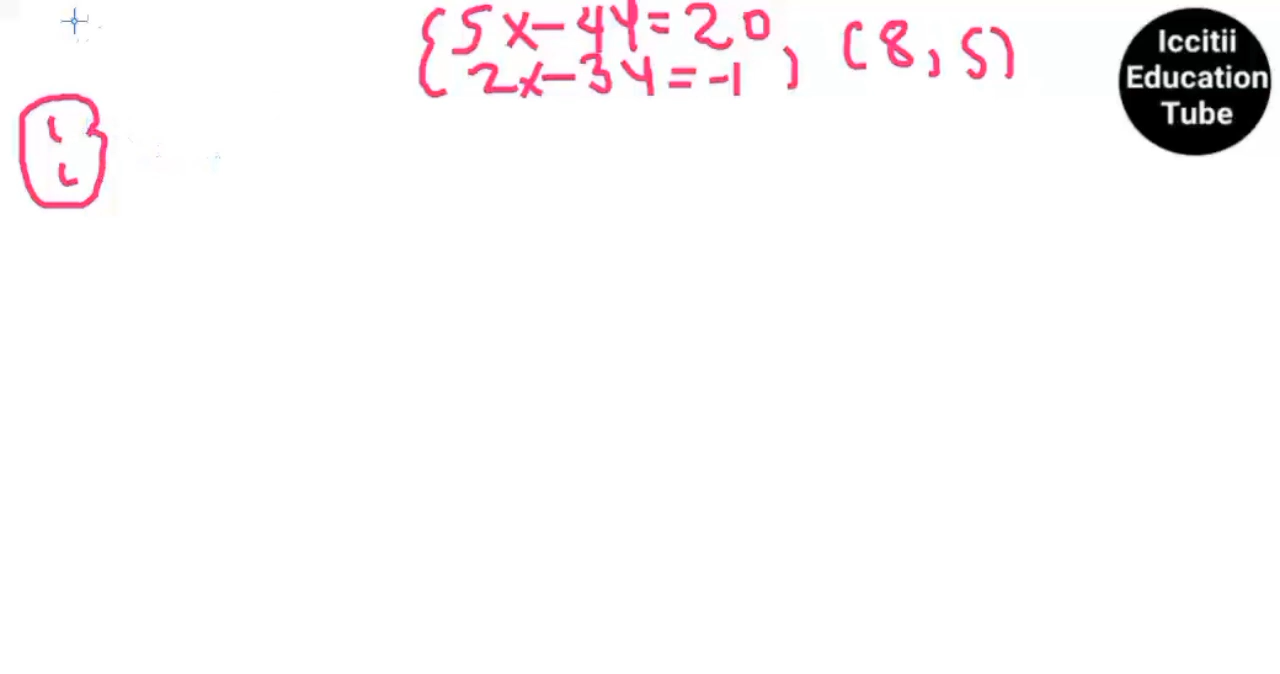 {5x-4y=20, (8,5)
{2x-3y=-1
Iccitii
Education
Tube